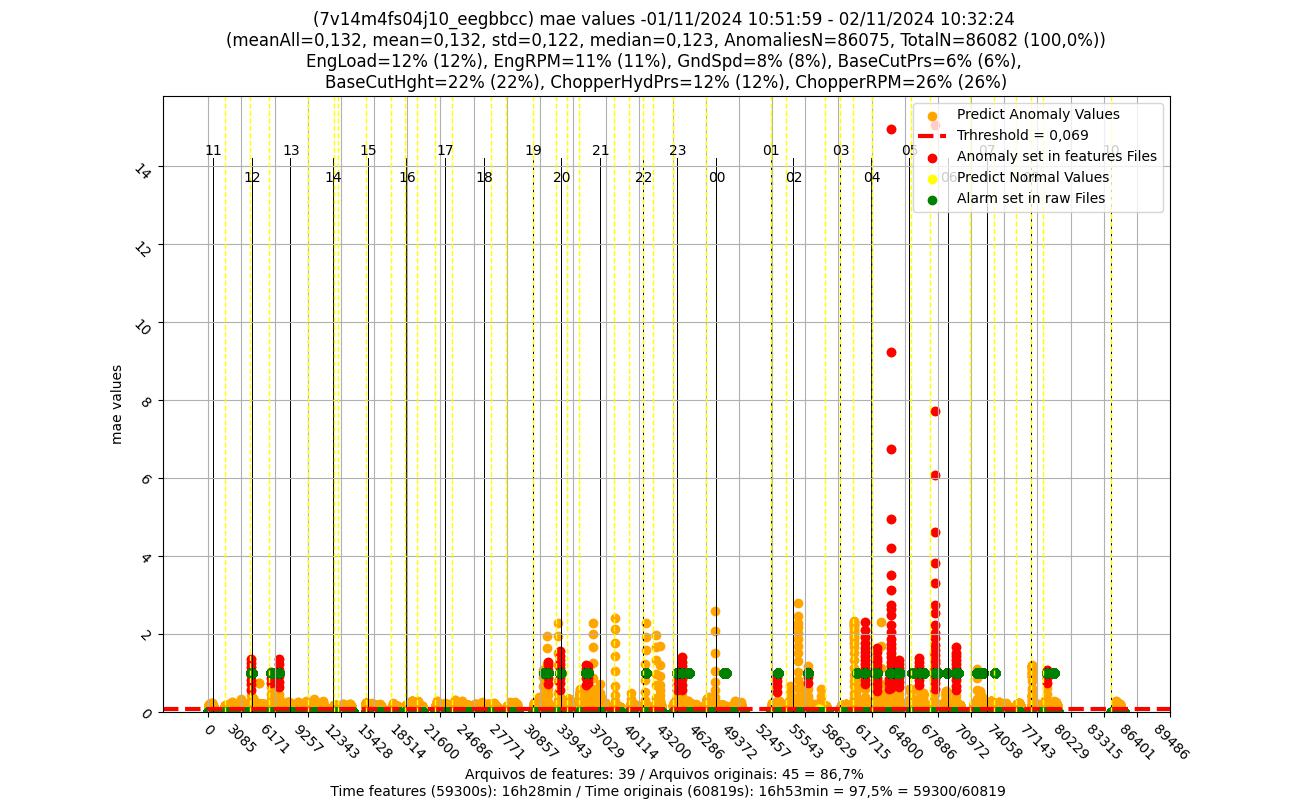 (7v14m4fs04j10_eegbbcc) mae values -01/11/2024 10:51:59 - 02/11/2024 10:32:24
(meanAll=0,132, mean=0,132, std=0,122, median=0,123, AnomaliesN=86075, TotalN=86082 (100,0%))
EngLoad=12% (12%), EngRPM=11% (11%), GndSpd=8% (8%), BaseCutPrs=6% (6%),
BaseCutHght=22% (22%), ChopperHydPrs=12% (12%), ChopperRPM=26% (26%)
Predict Anomaly Values
Trhreshold = 0,069
Anomaly set in features Files
Predict Normal Values
Alarm set in raw Files
11 13 15 17 19 21 23 01 03 05 07 10
12 14 16 18 20 22 00 02 04 06
14
12
10
8
6
4
2
0
mae values
0 3085 6171 9257 12343 15428 18514 21600 24686 27771 30857 33943 37029 40114 43200 46286 49372 52457 55543 58629 61715 64800 67886 70972 74058 77143 80229 83315 86401 89486
Arquivos de features: 39 / Arquivos originais: 45 = 86,7%
Time features (59300s): 16h28min / Time originais (60819s): 16h53min = 97,5% = 59300/60819